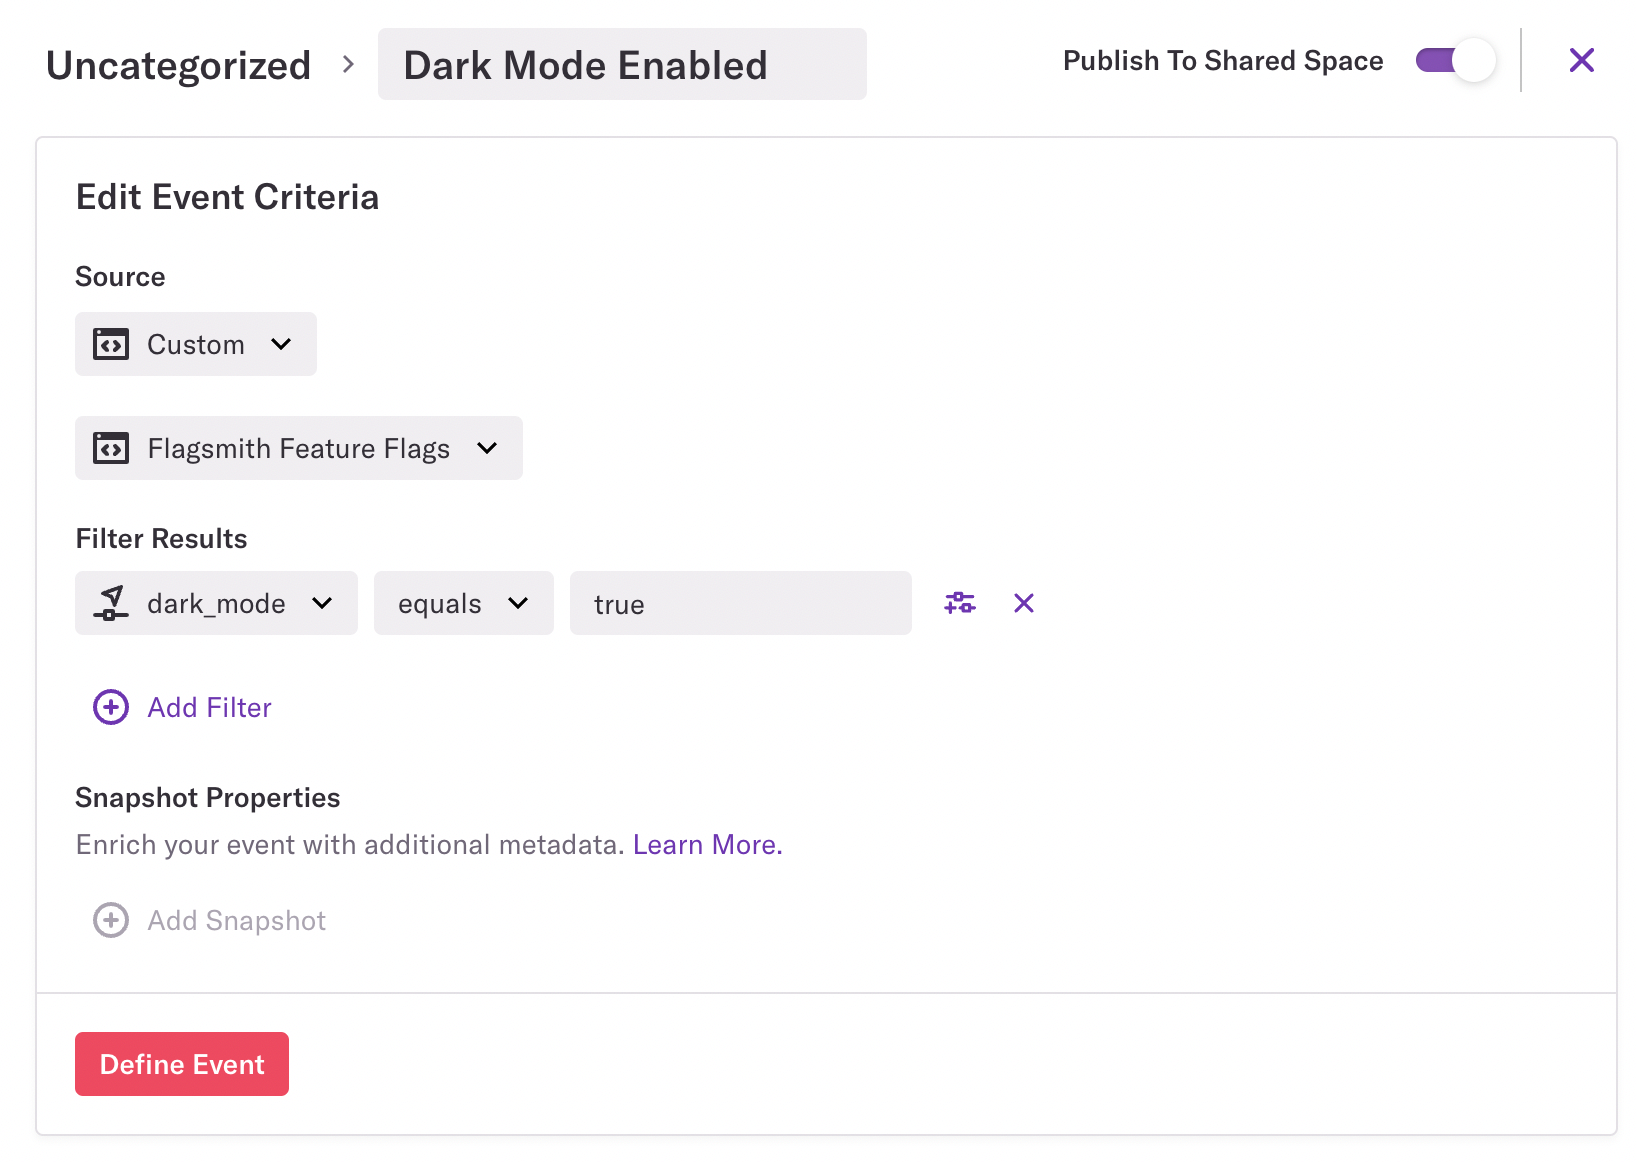 Uncategorized > Dark Mode Enabled Publish To Shared Space
Edit Event Criteria
Source
Custom
Flagsmith Feature Flags
Filter Results
dark_mode equals true
Add Filter
Snapshot Properties
Enrich your event with additional metadata. Learn More.
Add Snapshot
Define Event